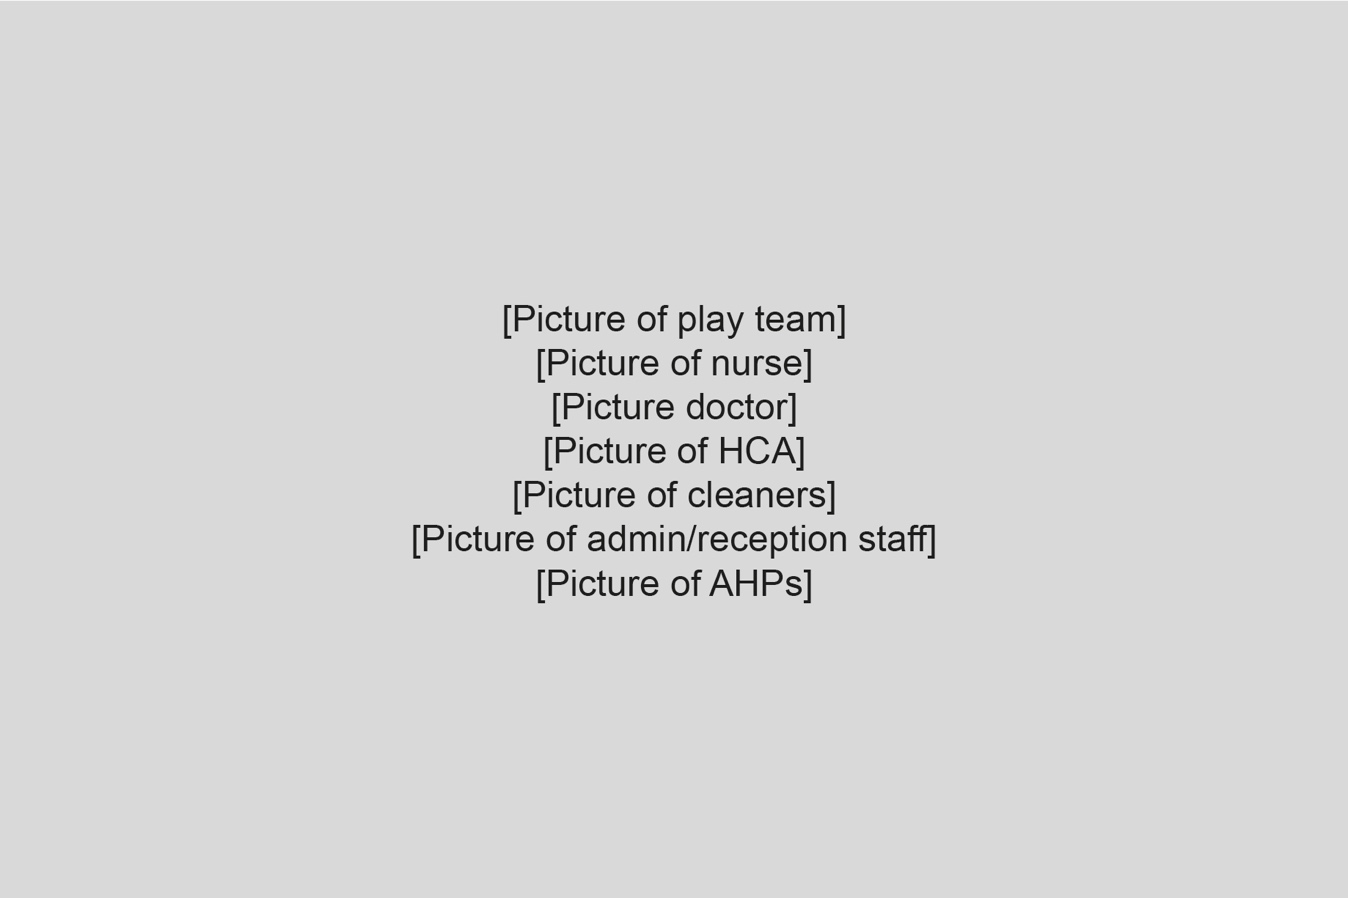 [Picture of play team]
[Picture of nurse]
[Picture doctor]
[Picture of HCA]
[Picture of cleaners]
[Picture of admin/reception staff]
[Picture of AHPs]